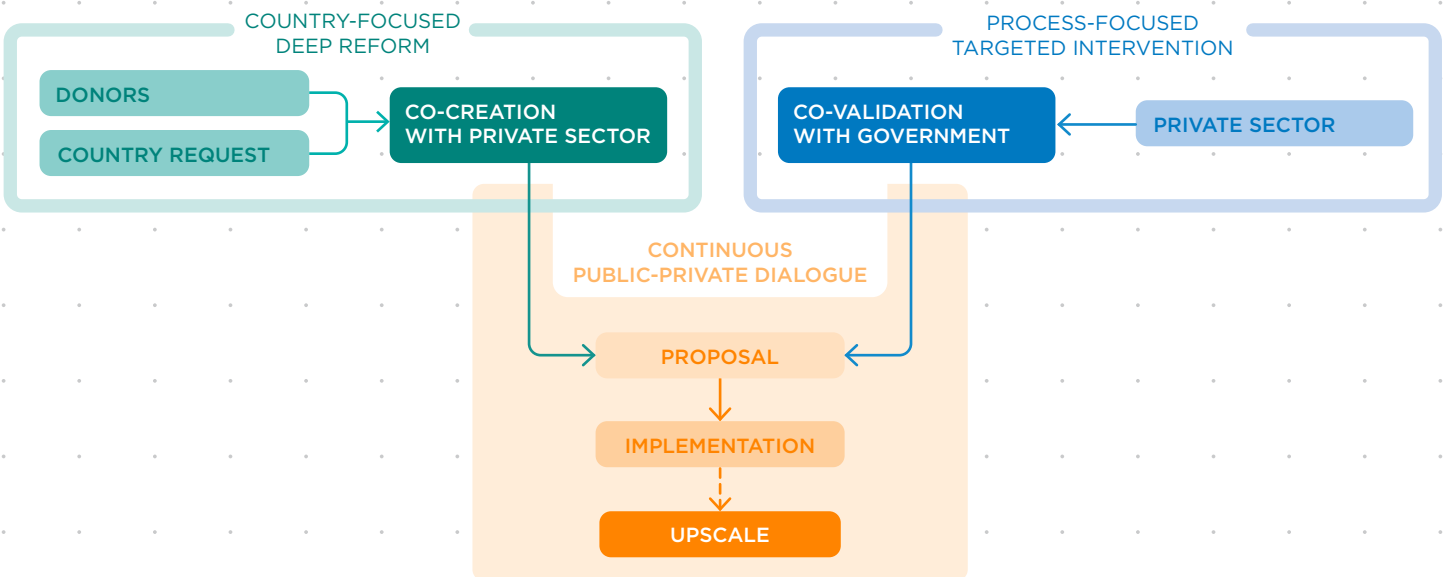 COUNTRY-FOCUSED
DEEP REFORM
DONORS
COUNTRY REQUEST
CO-CREATION
WITH PRIVATE SECTOR
PROCESS-FOCUSED
TARGETED INTERVENTION
CO-VALIDATION
WITH GOVERNMENT
PRIVATE SECTOR
CONTINUOUS
PUBLIC-PRIVATE DIALOGUE
PROPOSAL
IMPLEMENTATION
UPSCALE